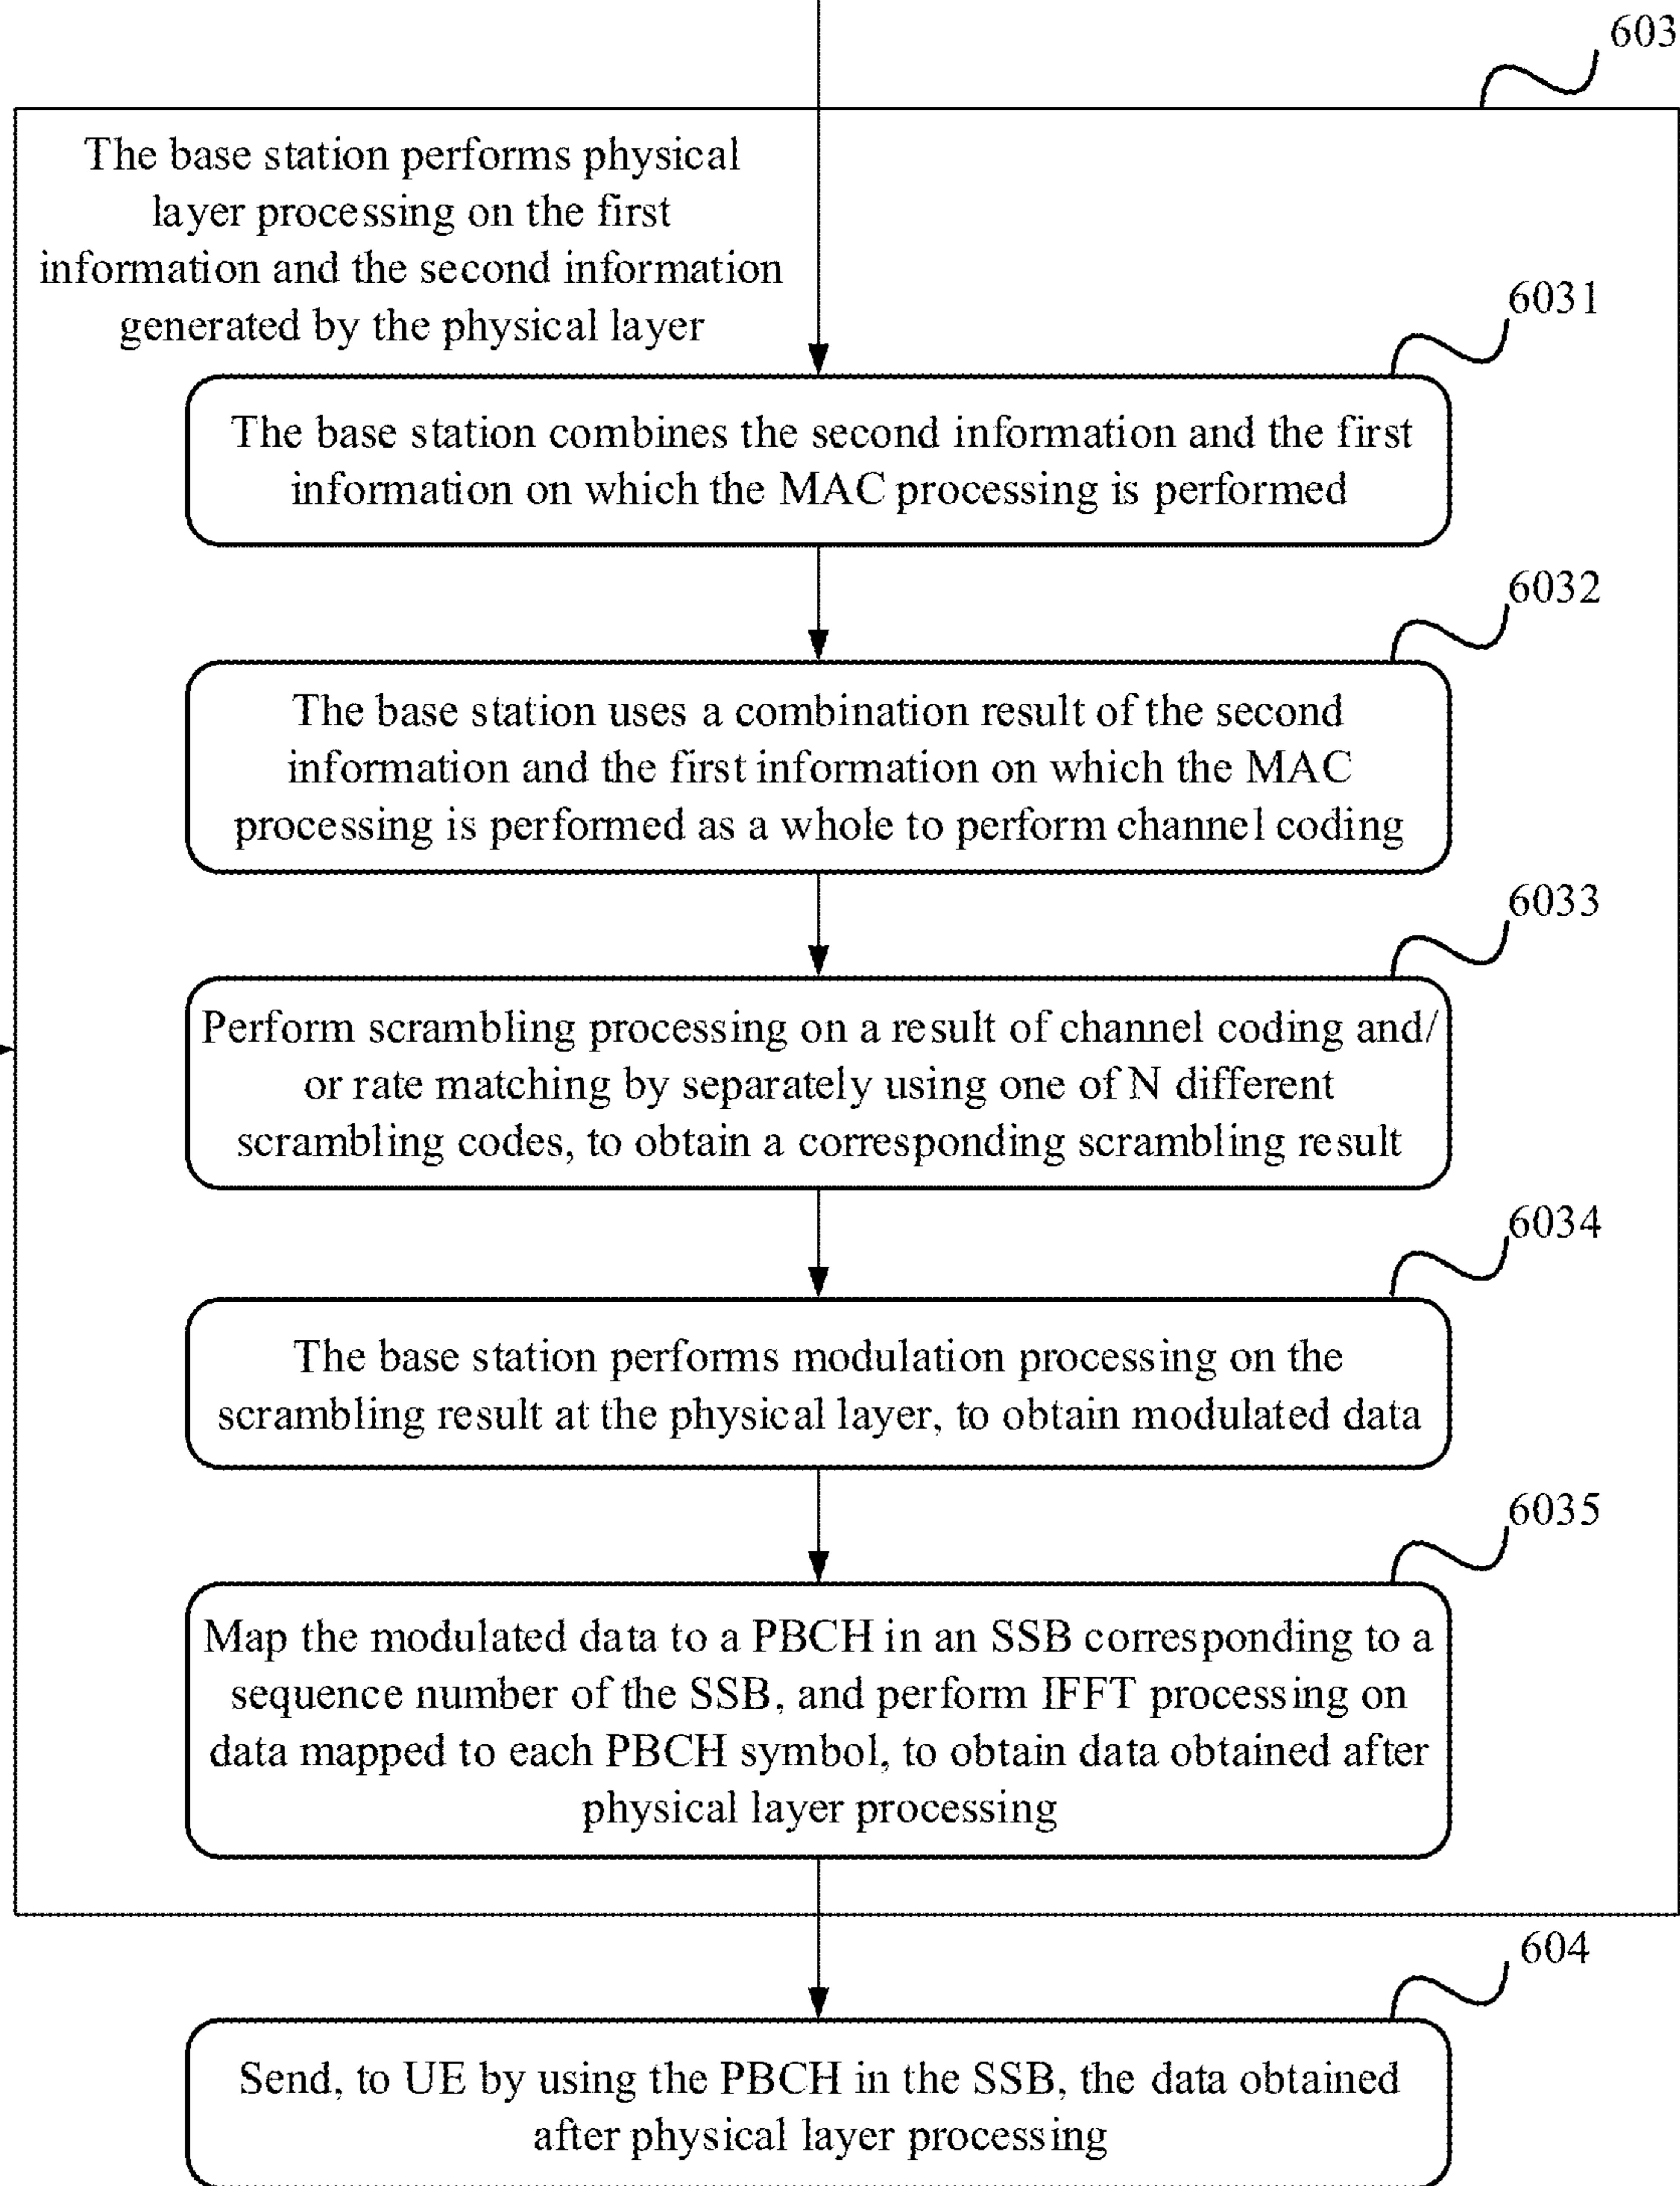 603
The base station performs physical
layer processing on the first
information and the second information
generated by the physical layer
6031
The base station combines the second information and the first
information on which the MAC processing is performed
6032
The base station uses a combination result of the second
information and the first information on which the MAC
processing is performed as a whole to perform channel coding
6033
Perform scrambling processing on a result of channel coding and/
or rate matching by separately using one of N different
scrambling codes, to obtain a corresponding scrambling result
6034
The base station performs modulation processing on the
scrambling result at the physical layer, to obtain modulated data
6035
Map the modulated data to a PBCH in an SSB corresponding to a
sequence number of the SSB, and perform IFFT processing on
data mapped to each PBCH symbol, to obtain data obtained after
physical layer processing
604
Send, to UE by using the PBCH in the SSB, the data obtained
after physical layer processing